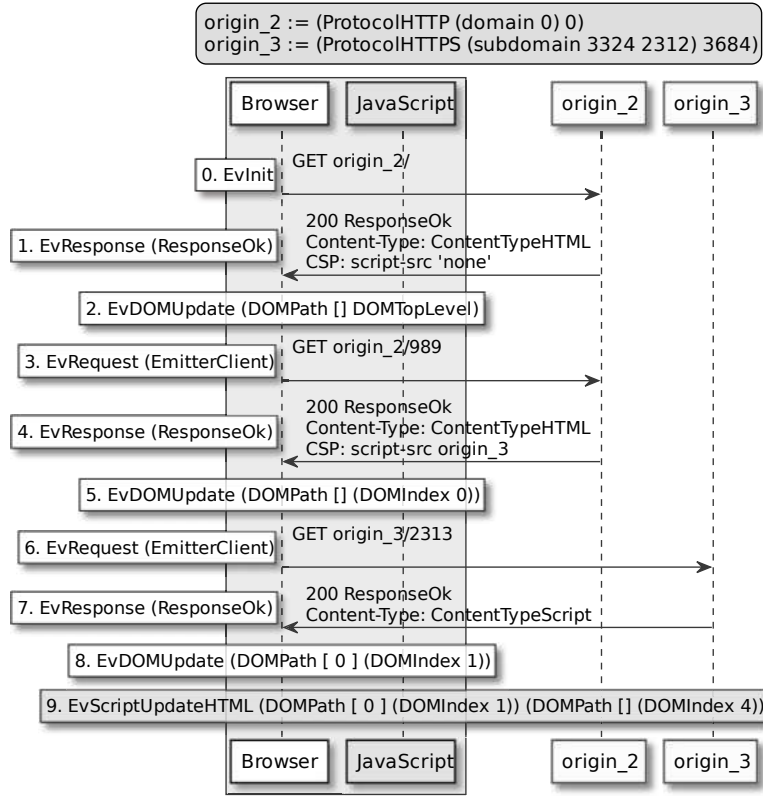 origin_2 := (ProtocolHTTP (domain 0) 0)
origin_3 := (ProtocolHTTPS (subdomain 3324 2312) 3684)
Browser
JavaScript
origin_2
origin_3
0. EvInit
GET origin_2/
1. EvResponse (ResponseOk)
200 ResponseOk
Content-Type: ContentTypeHTML
CSP: script-src 'none'
2. EvDOMUpdate (DOMPath [] DOMTopLevel)
3. EvRequest (EmitterClient)
GET origin_2/989
4. EvResponse (ResponseOk)
200 ResponseOk
Content-Type: ContentTypeHTML
CSP: script-src origin_3
5. EvDOMUpdate (DOMPath [] (DOMIndex 0))
6. EvRequest (EmitterClient)
GET origin_3/2313
7. EvResponse (ResponseOk)
200 ResponseOk
Content-Type: ContentTypeScript
8. EvDOMUpdate (DOMPath [ 0 ] (DOMIndex 1))
9. EvScriptUpdateHTML (DOMPath [ 0 ] (DOMIndex 1)) (DOMPath [] (DOMIndex 4))
Browser
JavaScript
origin_2
origin_3